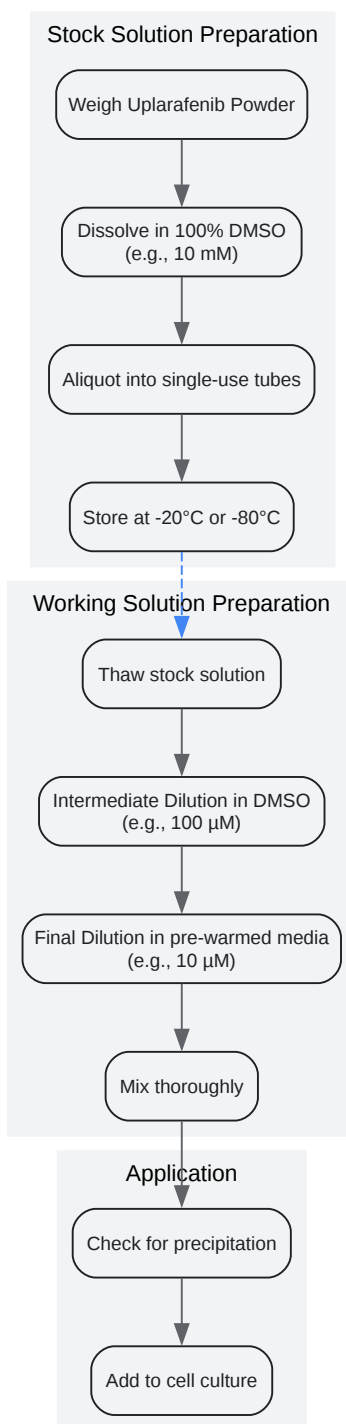 Stock Solution Preparation
Weigh Uplarafenib Powder
Dissolve in 100% DMSO
(e.g., 10 mM)
Aliquot into single-use tubes
Store at -20°C or -80°C
Working Solution Preparation
Thaw stock solution
Intermediate Dilution in DMSO
(e.g., 100 µM)
Final Dilution in pre-warmed media
(e.g., 10 µM)
Mix thoroughly
Application
Check for precipitation
Add to cell culture